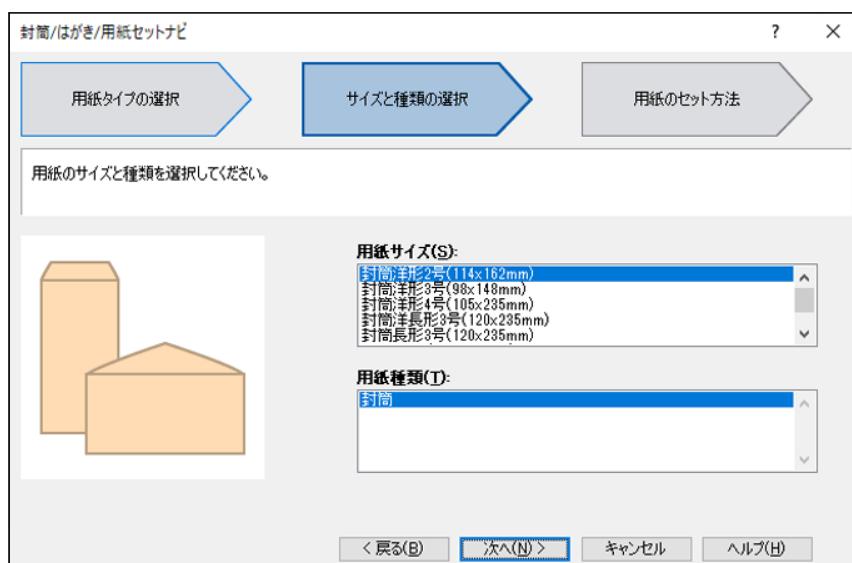 封筒/はがき/用紙セットナビ
?
用紙タイプの選択
サイズと種類の選択
用紙のセット方法
用紙のサイズと種類を選択してください。
用紙サイズ(S):
封筒洋形2号(114x162mm)
封筒洋形3号(98x148mm)
封筒洋形4号(105x235mm)
封筒洋長形3号(120x235mm)
封筒長形3号(120x235mm)
用紙種類(T):
封筒
< 戻る(B)
次へ(N) >
キャンセル
ヘルプ(H)